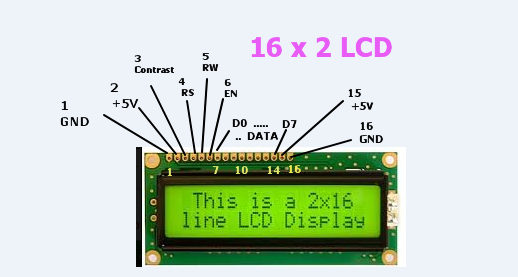 16 x 2 LCD
1
GND
2
+5V
3
Contrast
4
RS
5
RW
6
EN
D0 .....
.. DATA
D7
15
+5V
16
GND
1
7
10
14
16
This is a 2x16
line LCD Display